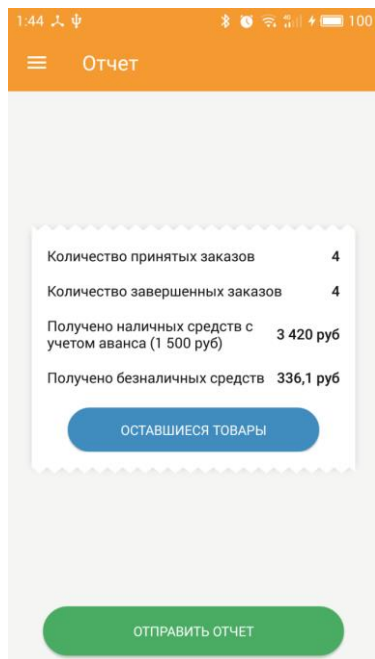 1:44 100
Отчет
Количество принятых заказов 4
Количество завершенных заказов 4
Получено наличных средств с
учетом аванса (1 500 руб) 3 420 руб
Получено безналичных средств 336,1 руб
ОСТАВШИЕСЯ ТОВАРЫ
ОТПРАВИТЬ ОТЧЕТ